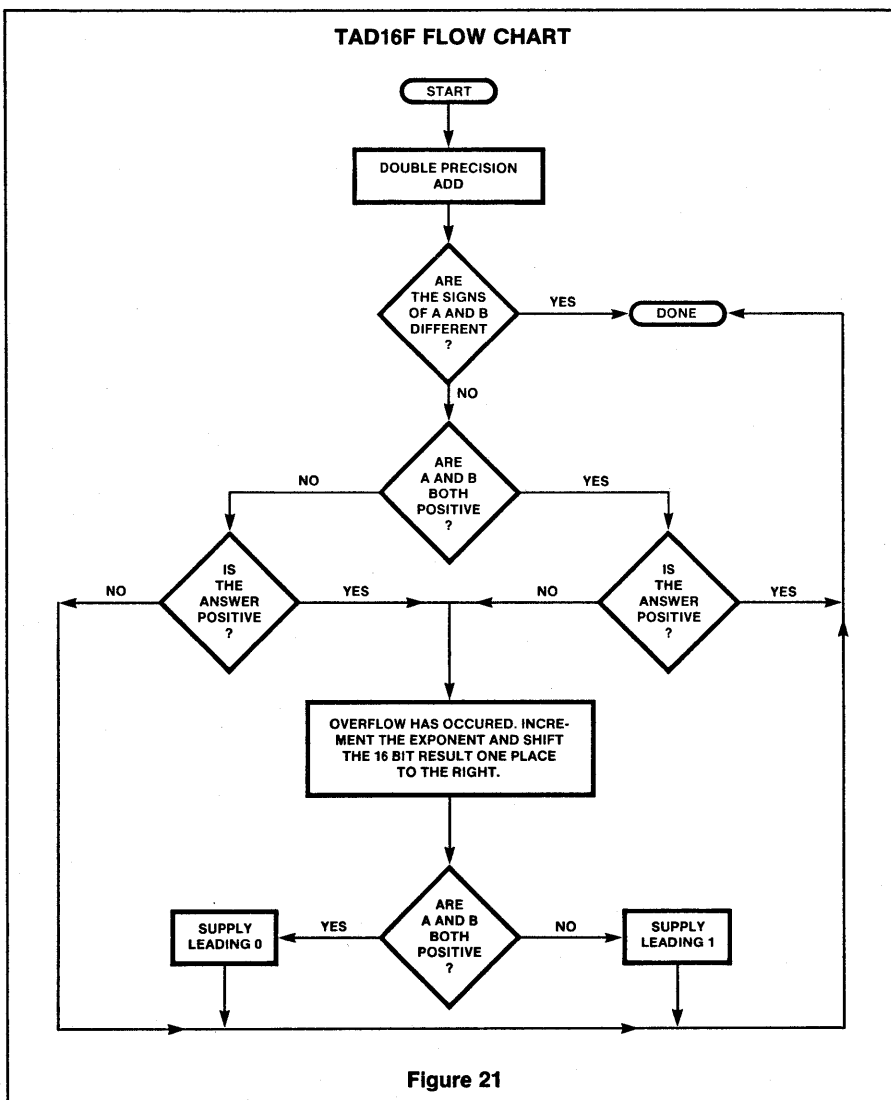 TAD16F FLOW CHART
START
DOUBLE PRECISION
ADD
ARE
THE SIGNS
OF A AND B
DIFFERENT
?
YES
DONE
NO
ARE
A AND B
BOTH
POSITIVE
?
NO
YES
IS
THE
ANSWER
POSITIVE
?
NO
YES
IS
THE
ANSWER
POSITIVE
?
NO
YES
OVERFLOW HAS OCCURED. INCRE-
MENT THE EXPONENT AND SHIFT
THE 16 BIT RESULT ONE PLACE
TO THE RIGHT.
ARE
A AND B
BOTH
POSITIVE
?
YES
NO
SUPPLY
LEADING 0
SUPPLY
LEADING 1
Figure 21